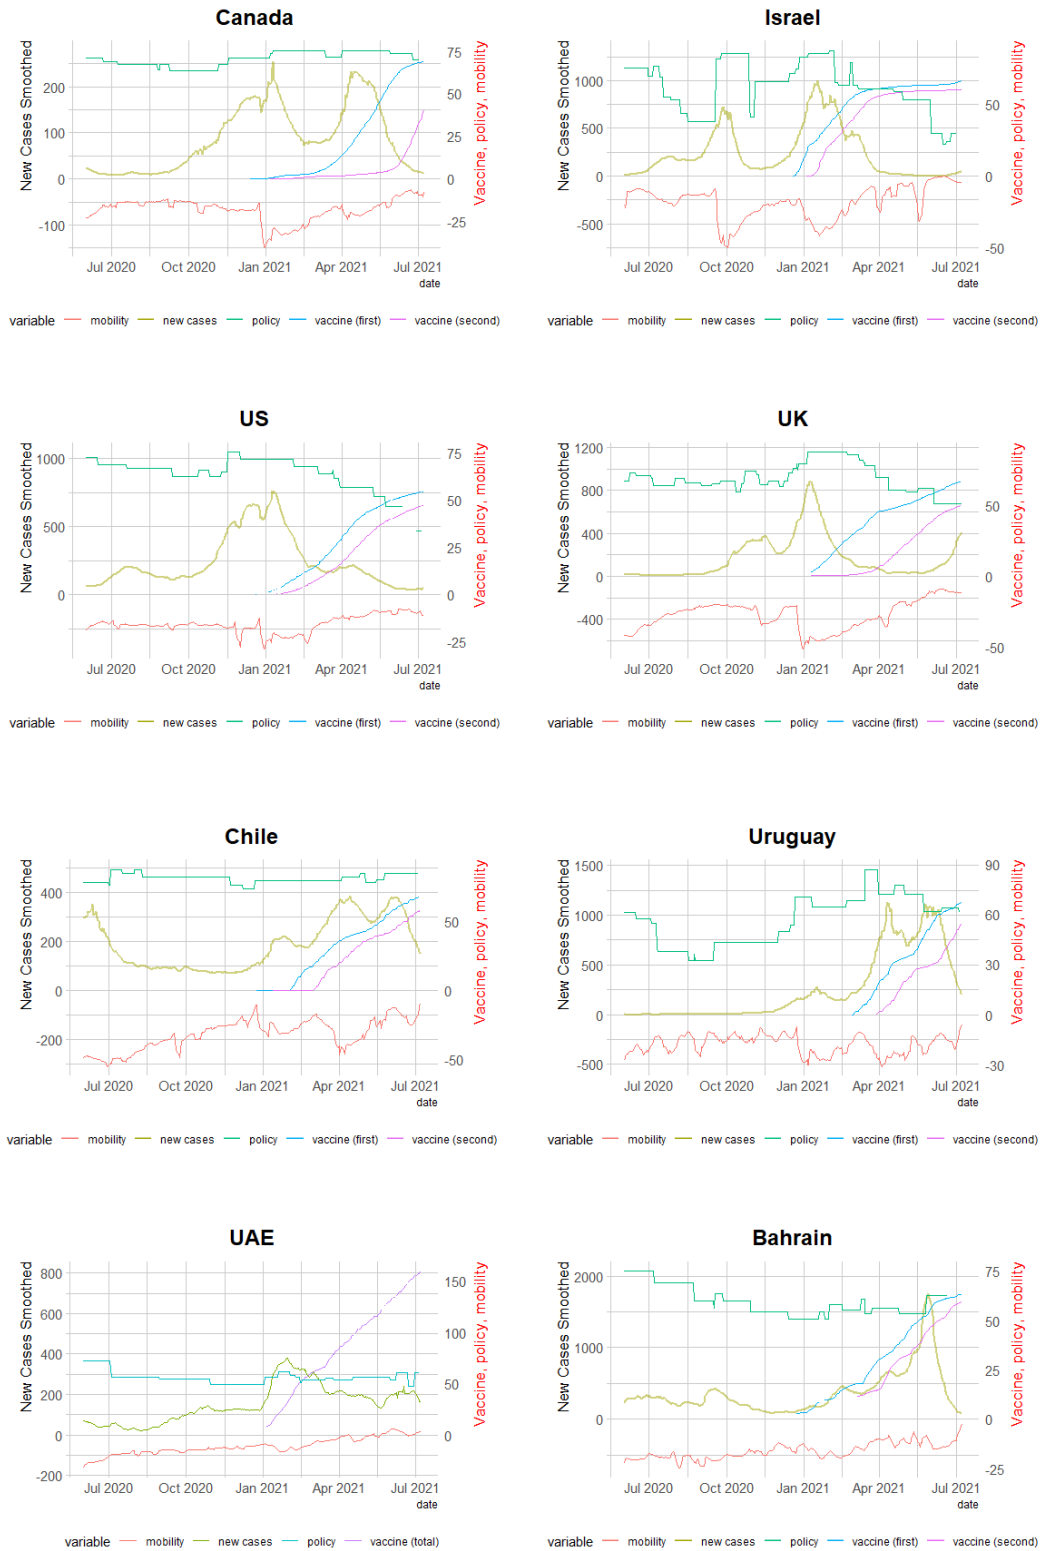 Canada
New Cases Smoothed
200
100
0
-100
75
50
25
0
-25
Vaccine, policy, mobility
Jul 2020 Oct 2020 Jan 2021 Apr 2021 Jul 2021
date
variable mobility new cases policy vaccine (first) vaccine (second)
Israel
New Cases Smoothed
1000
500
0
-500
50
0
-50
Vaccine, policy, mobility
Jul 2020 Oct 2020 Jan 2021 Apr 2021 Jul 2021
date
variable mobility new cases policy vaccine (first) vaccine (second)
US
New Cases Smoothed
1000
500
0
75
50
25
0
-25
Vaccine, policy, mobility
Jul 2020 Oct 2020 Jan 2021 Apr 2021 Jul 2021
date
variable mobility new cases policy vaccine (first) vaccine (second)
UK
New Cases Smoothed
1200
800
400
0
-400
50
0
-50
Vaccine, policy, mobility
Jul 2020 Oct 2020 Jan 2021 Apr 2021 Jul 2021
date
variable mobility new cases policy vaccine (first) vaccine (second)
Chile
New Cases Smoothed
400
200
0
-200
50
0
-50
Vaccine, policy, mobility
Jul 2020 Oct 2020 Jan 2021 Apr 2021 Jul 2021
date
variable mobility new cases policy vaccine (first) vaccine (second)
Uruguay
New Cases Smoothed
1500
1000
500
0
-500
90
60
30
0
-30
Vaccine, policy, mobility
Jul 2020 Oct 2020 Jan 2021 Apr 2021 Jul 2021
date
variable mobility new cases policy vaccine (first) vaccine (second)
UAE
New Cases Smoothed
800
600
400
200
0
-200
150
100
50
0
Vaccine, policy, mobility
Jul 2020 Oct 2020 Jan 2021 Apr 2021 Jul 2021
date
variable mobility new cases policy vaccine (total)
Bahrain
New Cases Smoothed
2000
1000
0
75
50
25
0
-25
Vaccine, policy, mobility
Jul 2020 Oct 2020 Jan 2021 Apr 2021 Jul 2021
date
variable mobility new cases policy vaccine (first) vaccine (second)